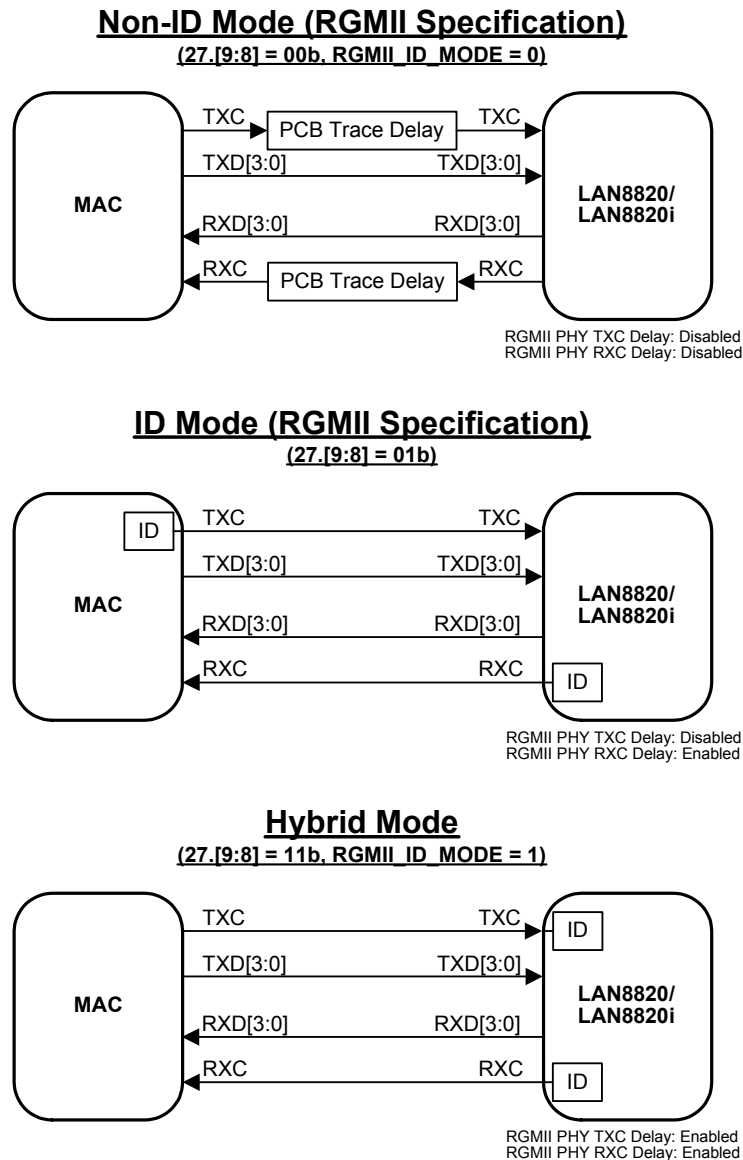 Non-ID Mode (RGMII Specification)
(27.[9:8] = 00b, RGMII_ID_MODE = 0)
TXC PCB Trace Delay TXC
TXD[3:0] TXD[3:0]
MAC
LAN8820/
LAN8820i
RXD[3:0] RXD[3:0]
RXC PCB Trace Delay RXC
RGMII PHY TXC Delay: Disabled
RGMII PHY RXC Delay: Disabled
ID Mode (RGMII Specification)
(27.[9:8] = 01b)
ID TXC TXC
TXD[3:0] TXD[3:0]
MAC
LAN8820/
LAN8820i
RXD[3:0] RXD[3:0]
RXC RXC ID
RGMII PHY TXC Delay: Disabled
RGMII PHY RXC Delay: Enabled
Hybrid Mode
(27.[9:8] = 11b, RGMII_ID_MODE = 1)
TXC TXC ID
TXD[3:0] TXD[3:0]
MAC
LAN8820/
LAN8820i
RXD[3:0] RXD[3:0]
RXC RXC ID
RGMII PHY TXC Delay: Enabled
RGMII PHY RXC Delay: Enabled